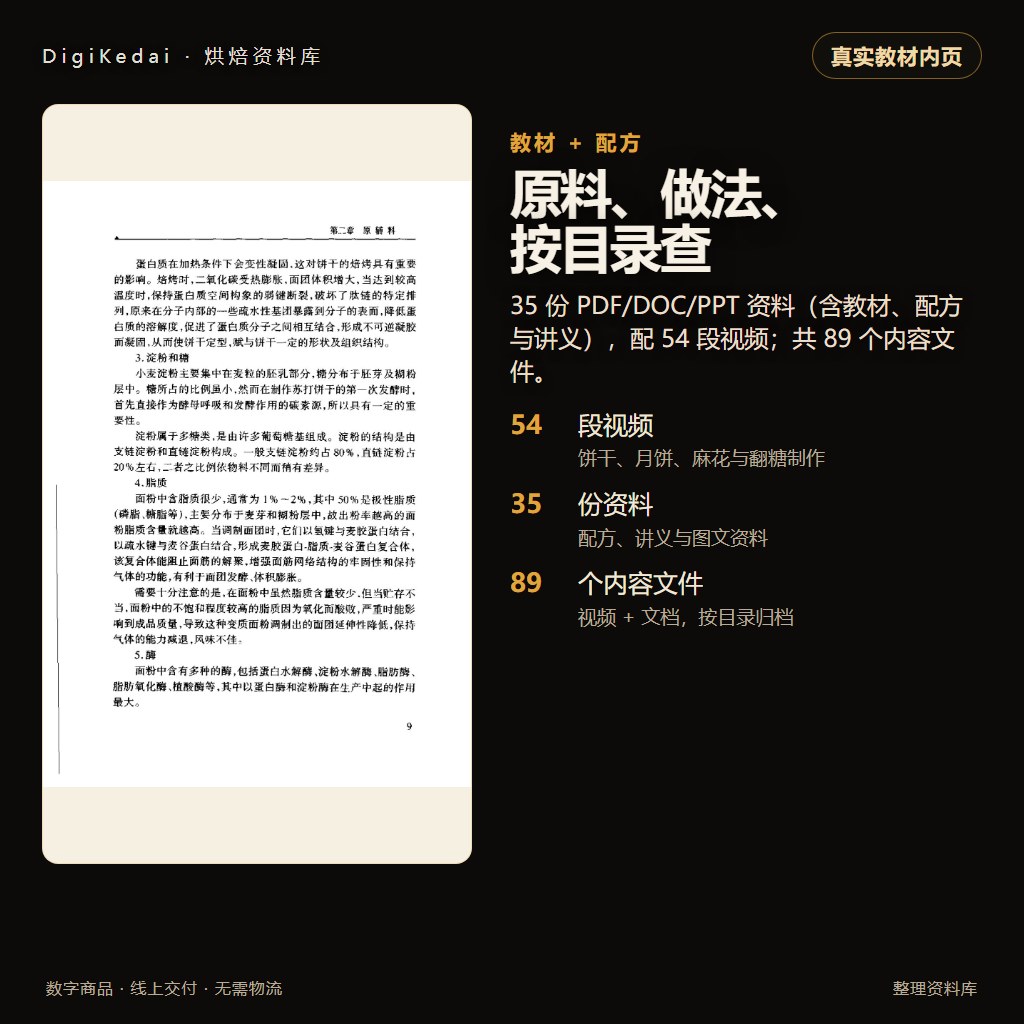 DigiKedai · 烘焙资料库
真实教材内页
第二章 原辅料
蛋白质在加热条件下会变性凝固,这对饼干的焙烤具有重要
的影响。焙烤时,二氧化碳受热膨胀,面团体积增大,当达到较高
温度时,保持蛋白质空间构象的弱键断裂,破坏了肽链的特定排
列,原来在分子内部的一些疏水性基团暴露到分子的表面,降低蛋
白质的溶解度,促进了蛋白质分子之间相互结合,形成不可逆凝胶
面凝固,从而使饼干定型,赋与饼干一定的形状及组织结构。
3.淀粉和糖
小麦淀粉主要集中在麦粒的胚乳部分,糖分布于胚芽及糊粉
层中。糖所占的比例虽小,然而在制作苏打饼干的第一次发酵时,
首先直接作为酵母呼吸和发酵作用的碳素源,所以具有一定的重
要性。
淀粉属于多糖类,是由许多葡萄糖基组成。淀粉的结构是由
支链淀粉和直链淀粉构成。一般支链淀粉约占80%,直链淀粉占
20%左右,二者之比例依物料不同而稍有差异。
4.脂质
面粉中含脂质很少,通常为1%~2%,其中50%是极性脂质
(磷脂、糖脂等),主要分布于麦芽和糊粉层中,故出粉率越高的面
粉脂质含量就越高。当调制面团时,它们以氢键与麦胶蛋白结合,
以疏水键与麦谷蛋白结合,形成麦胶蛋白-脂质-麦谷蛋白复合体,
该复合体能阻止面筋的解聚,增强面筋网络结构的牢固性和保持
气体的功能,有利于面团发酵、体积膨胀。
需要十分注意的是,在面粉中虽然脂质含量较少,但当贮存不
当,面粉中的不饱和程度较高的脂质因为氧化而酸败,严重时能影
响到成品质量,导致这种变质面粉调制出的面团延伸性降低,保持
气体的能力减退,风味不佳。
5.酶
面粉中含有多种的酶,包括蛋白水解酶、淀粉水解酶、脂肪酶、
脂肪氧化酶、植酸酶等,其中以蛋白酶和淀粉酶在生产中起的作用
最大。
9
教材 + 配方
原料、做法、
按目录查
35 份 PDF/DOC/PPT 资料（含教材、配方
与讲义），配 54 段视频；共 89 个内容文
件。
54 段视频
饼干、月饼、麻花与翻糖制作
35 份资料
配方、讲义与图文资料
89 个内容文件
视频 + 文档，按目录归档
数字商品 · 线上交付 · 无需物流
整理资料库